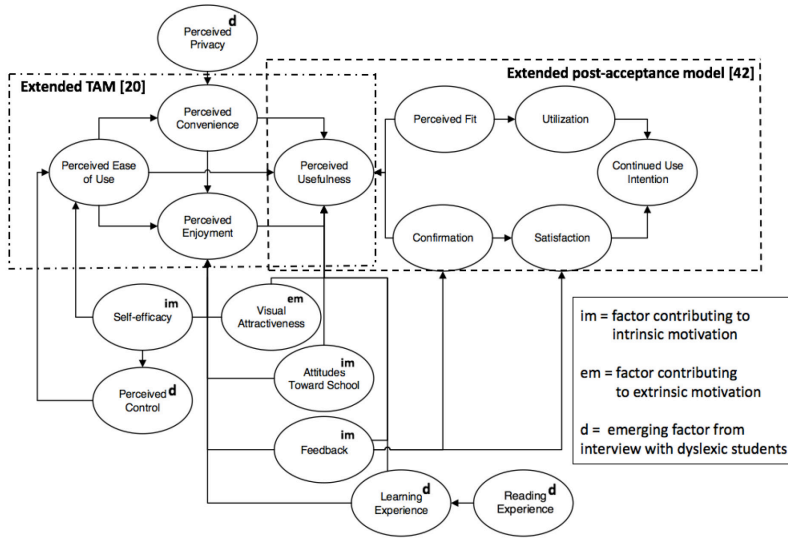 d
Perceived
Privacy
Extended TAM [20]
Extended post-acceptance model [42]
Perceived
Convenience
Perceived Fit
Utilization
Perceived Ease
of Use
Perceived
Usefulness
Continued Use
Intention
Perceived
Enjoyment
Confirmation
Satisfaction
im
Self-efficacy
em
Visual
Attractiveness
im
Attitudes
Toward School
d
Perceived
Control
im
Feedback
d
Learning
Experience
d
Reading
Experience
im = factor contributing to
intrinsic motivation
em = factor contributing
to extrinsic motivation
d = emerging factor from
interview with dyslexic students